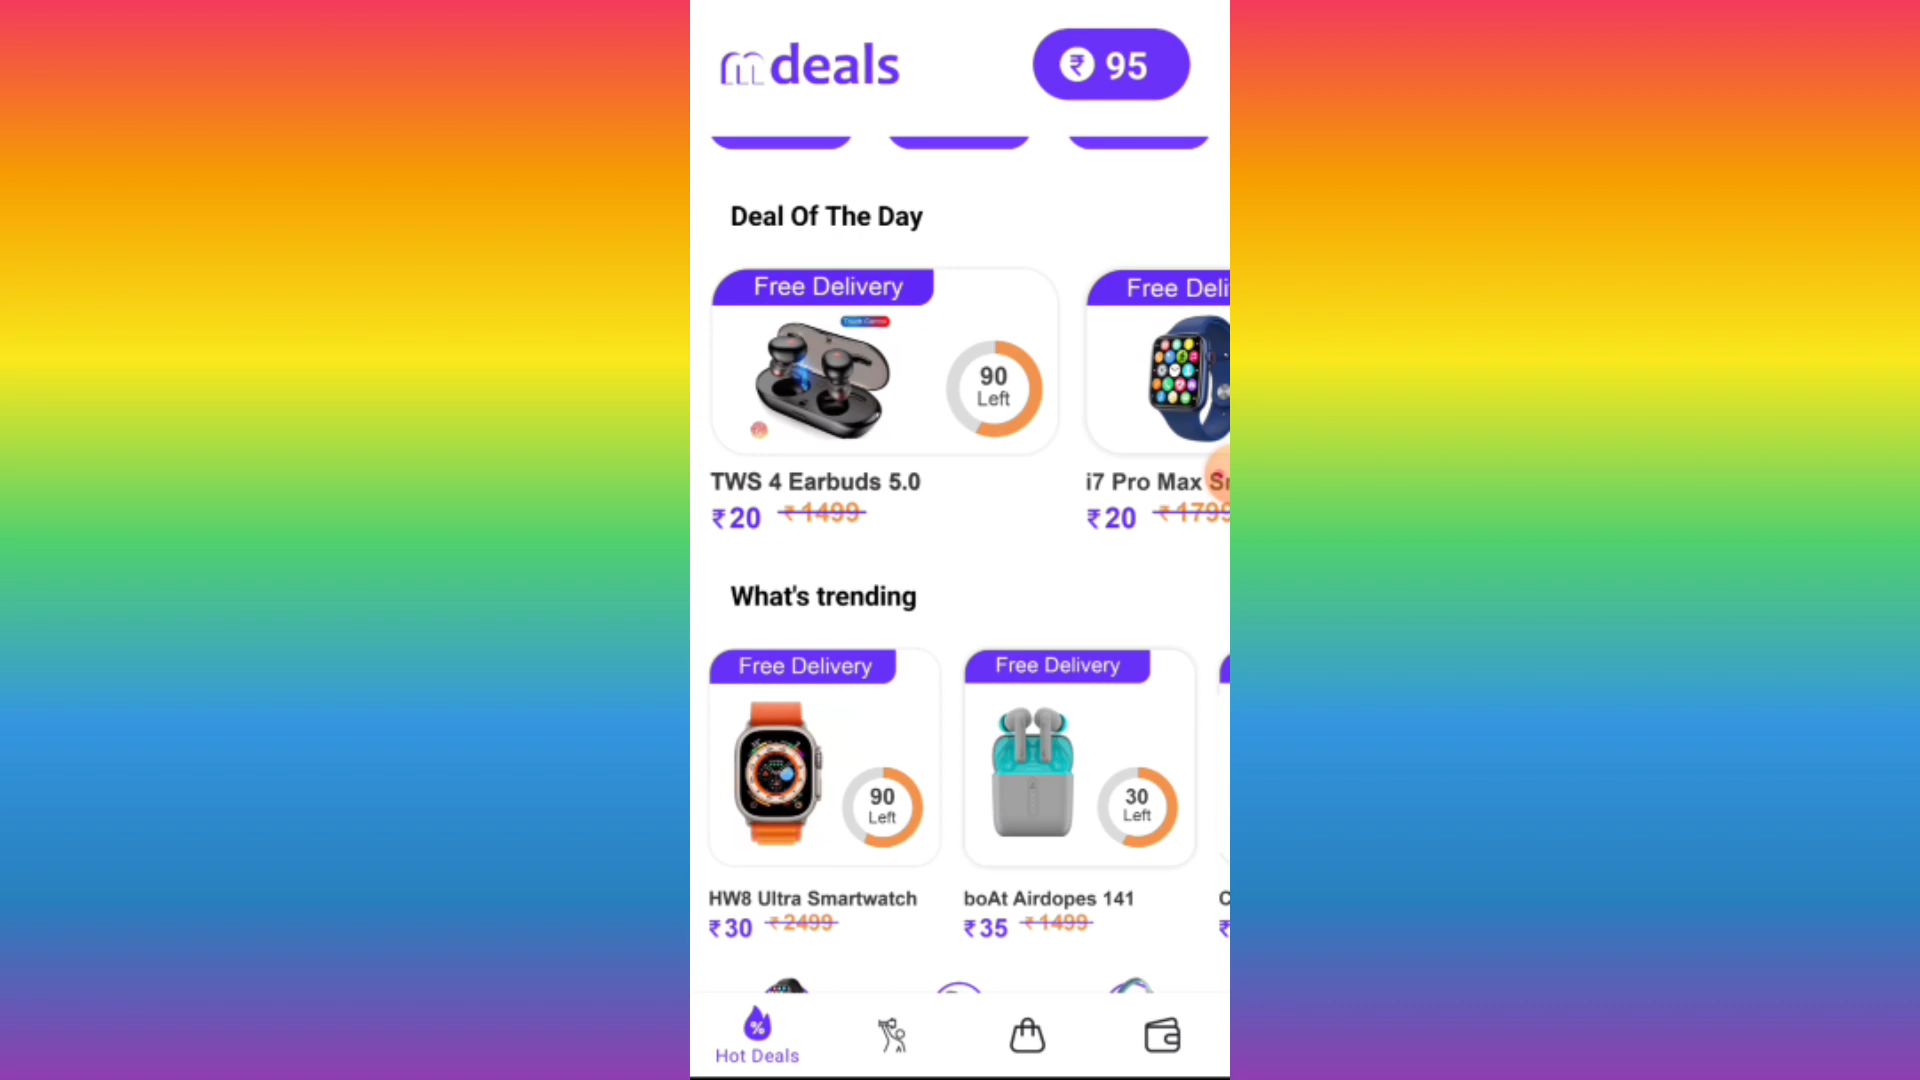 mdeals
₹ 95
Deal Of The Day
Free Delivery
Free Deli
90
Left
TWS 4 Earbuds 5.0
i7 Pro Max
₹20 ₹1499
₹20 ₹1799
What's trending
Free Delivery
Free Delivery
90
Left
30
Left
HW8 Ultra Smartwatch
boAt Airdopes 141
₹30 ₹2499
₹35 ₹1499
₹
%
Hot Deals